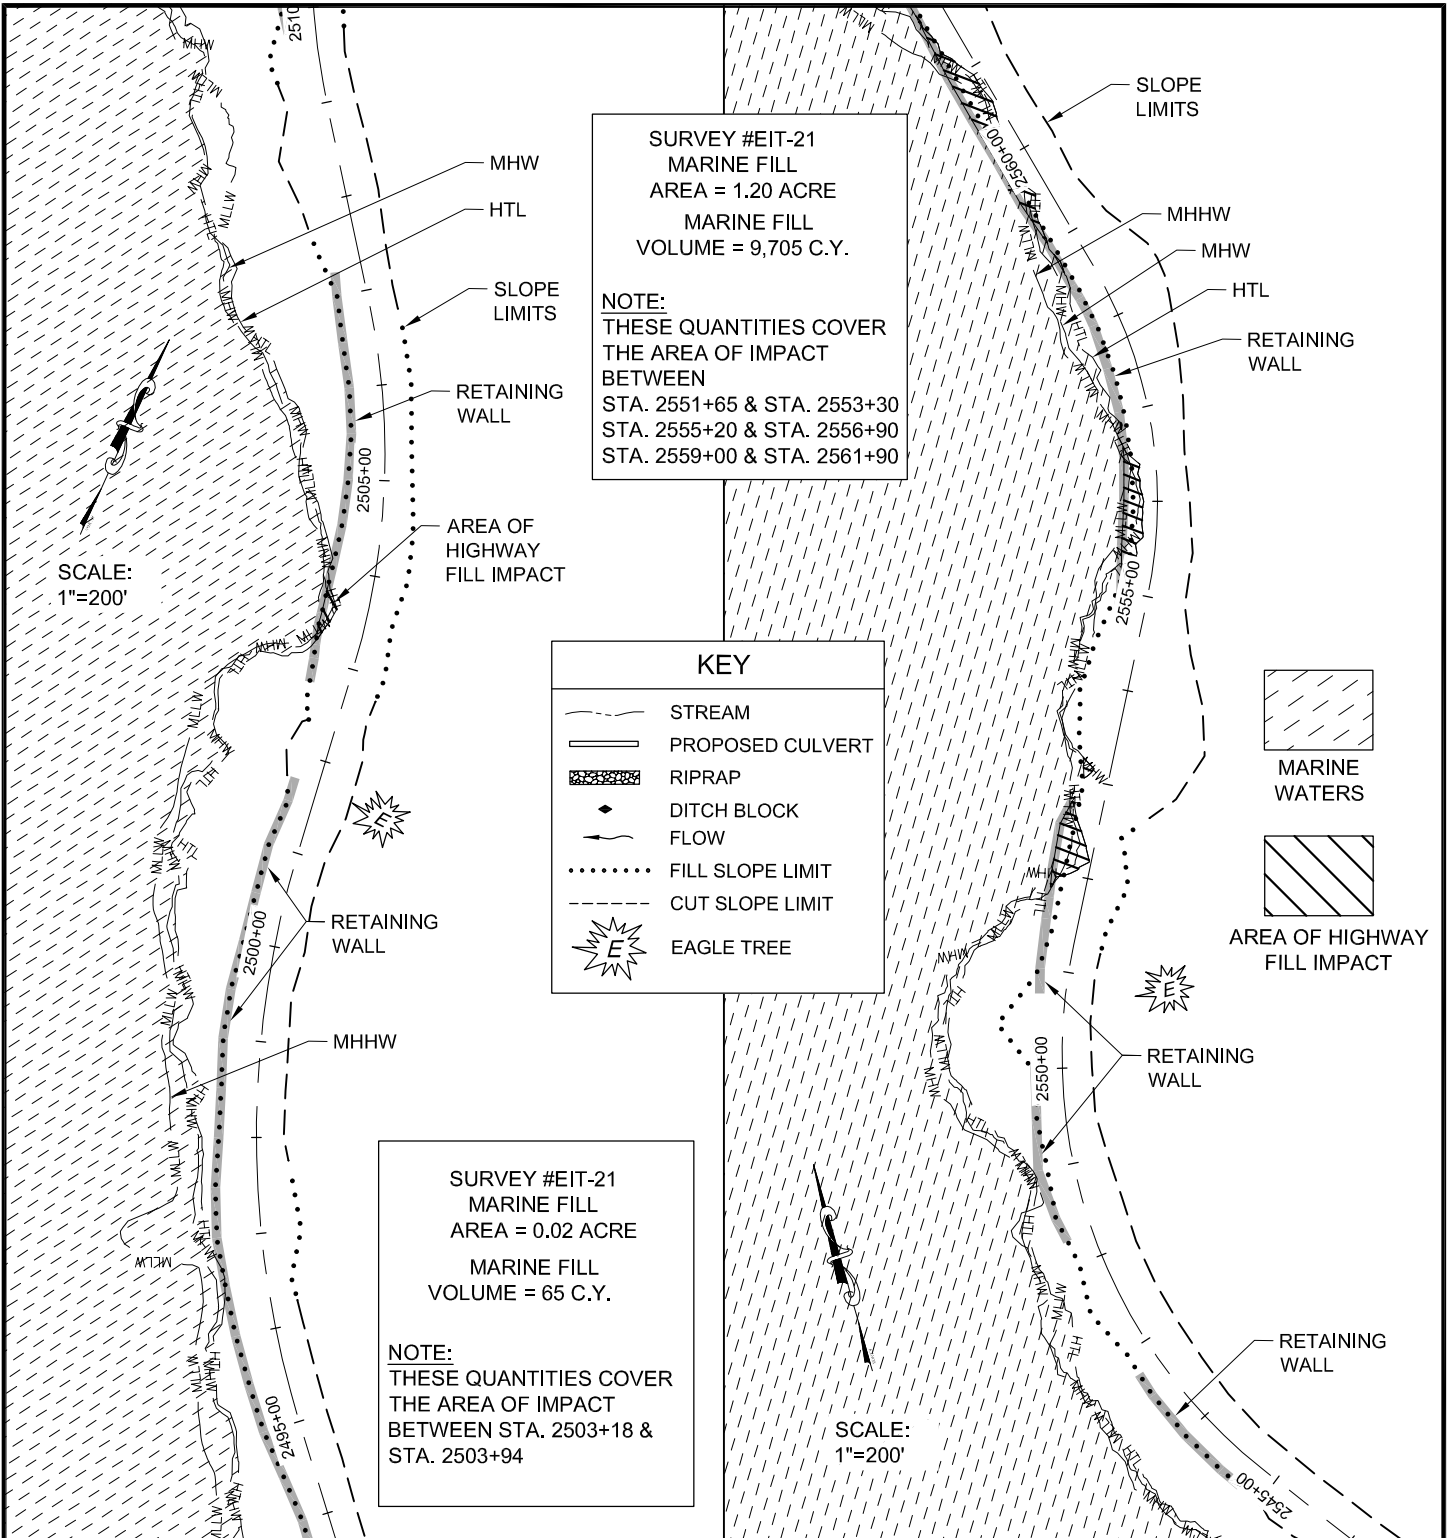 2510
MHW
HTL
SLOPE
LIMITS
RETAINING
WALL
2505+00
AREA OF
HIGHWAY
FILL IMPACT
SCALE:
1"=200'
E
RETAINING
WALL
2500+00
MHHW
2495+00
MLLW
SURVEY #EIT-21
MARINE FILL
AREA = 0.02 ACRE
MARINE FILL
VOLUME = 65 C.Y.
NOTE:
THESE QUANTITIES COVER
THE AREA OF IMPACT
BETWEEN STA. 2503+18 &
STA. 2503+94
SURVEY #EIT-21
MARINE FILL
AREA = 1.20 ACRE
MARINE FILL
VOLUME = 9,705 C.Y.
NOTE:
THESE QUANTITIES COVER
THE AREA OF IMPACT
BETWEEN
STA. 2551+65 & STA. 2553+30
STA. 2555+20 & STA. 2556+90
STA. 2559+00 & STA. 2561+90
KEY
STREAM
PROPOSED CULVERT
RIPRAP
DITCH BLOCK
FLOW
FILL SLOPE LIMIT
CUT SLOPE LIMIT
E
EAGLE TREE
SLOPE
LIMITS
2560+00
MHHW
MHW
HTL
RETAINING
WALL
2555+00
MARINE
WATERS
AREA OF HIGHWAY
FILL IMPACT
E
RETAINING
WALL
2550+00
RETAINING
WALL
SCALE:
1"=200'
2545+00